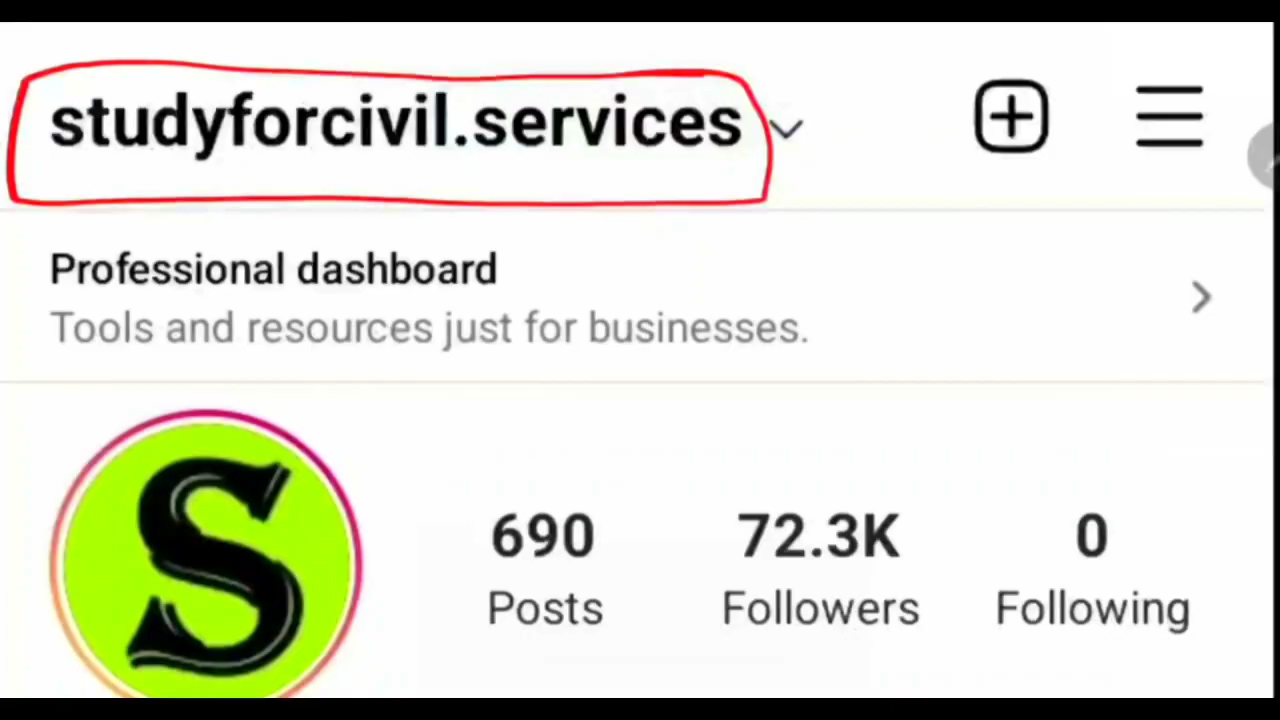 studyforcivil.services
Professional dashboard
Tools and resources just for businesses.
S
690 72.3K 0
Posts Followers Following